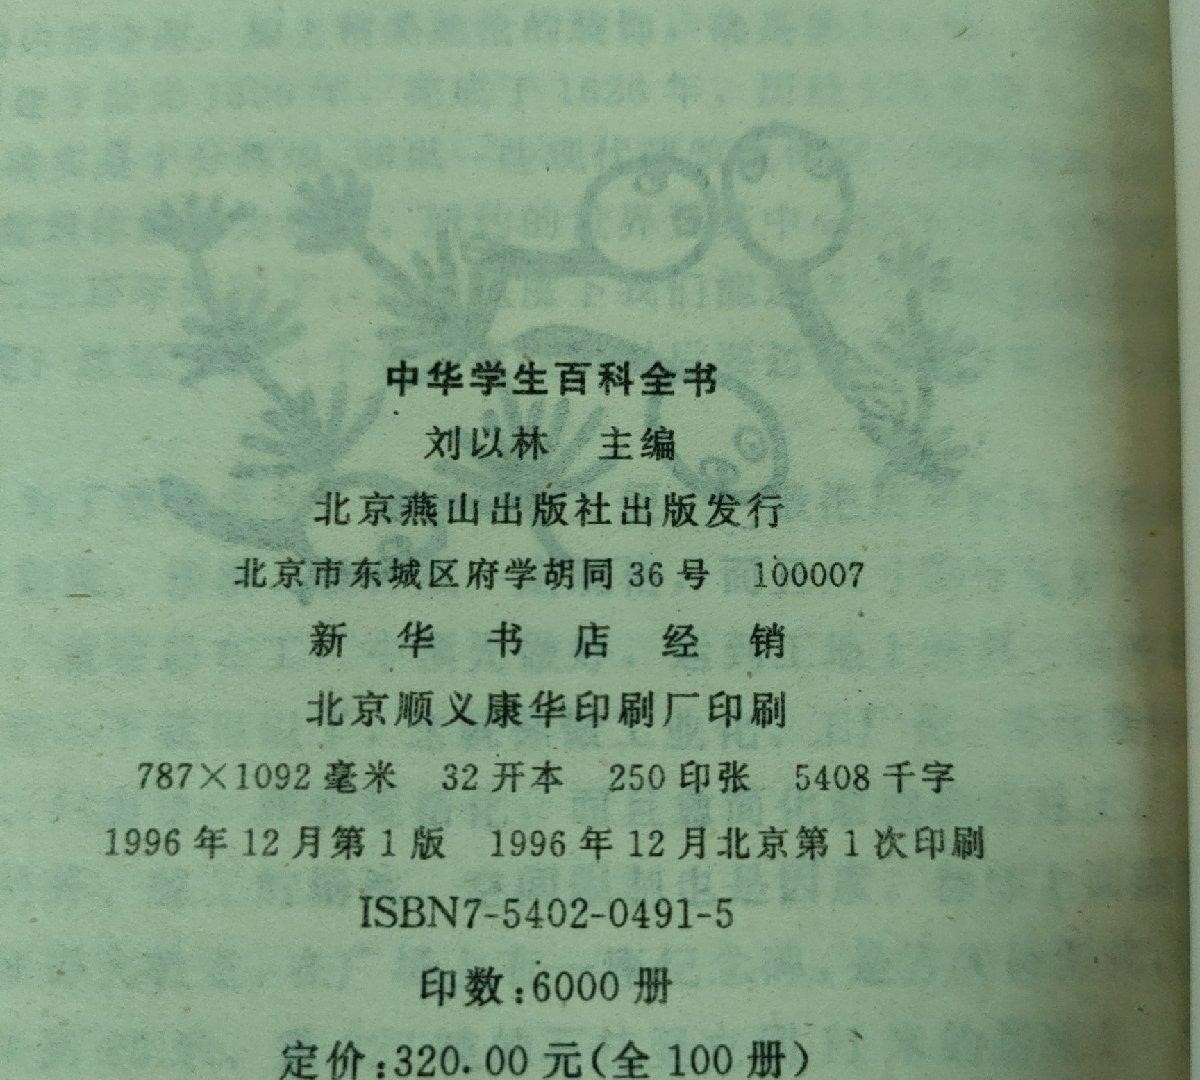 中华学生百科全书
刘以林 主编
北京燕山出版社出版发行
北京市东城区府学胡同 36 号 100007
新华书店经销
北京顺义康华印刷厂印刷
787×1092 毫米 32 开本 250 印张 5408 千字
1996 年 12 月第 1 版 1996 年 12 月北京第 1 次印刷
ISBN7-5402-0491-5
印数:6000 册
定价:320.00 元(全 100 册)